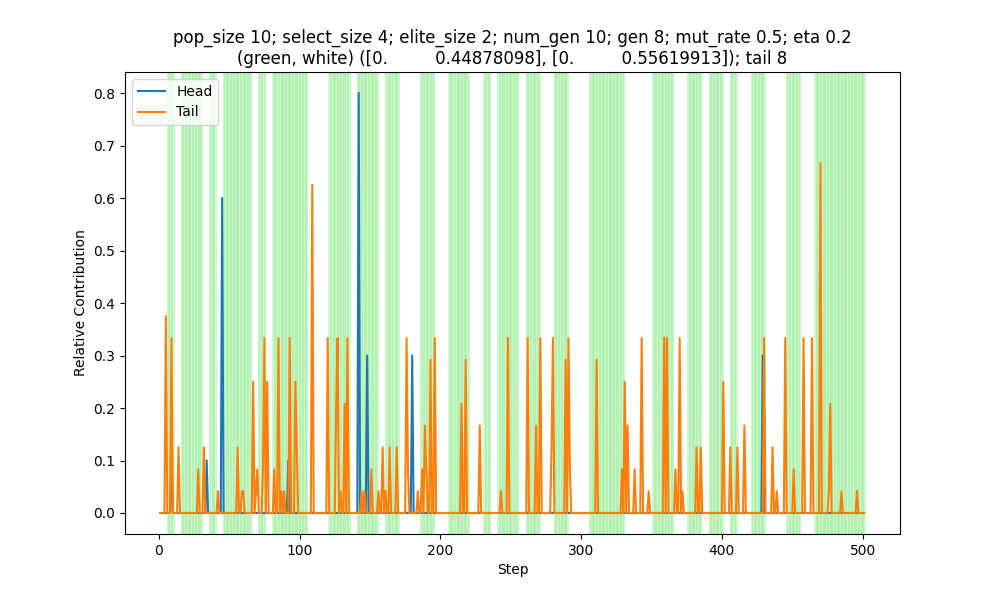 pop_size 10; select_size 4; elite_size 2; num_gen 10; gen 8; mut_rate 0.5; eta 0.2
(green, white) ([0.          0.44878098], [0.          0.55619913]); tail 8
Head
Tail
0.8
0.7
0.6
0.5
0.4
0.3
0.2
0.1
0.0
Relative Contribution
0
100
200
300
400
500
Step